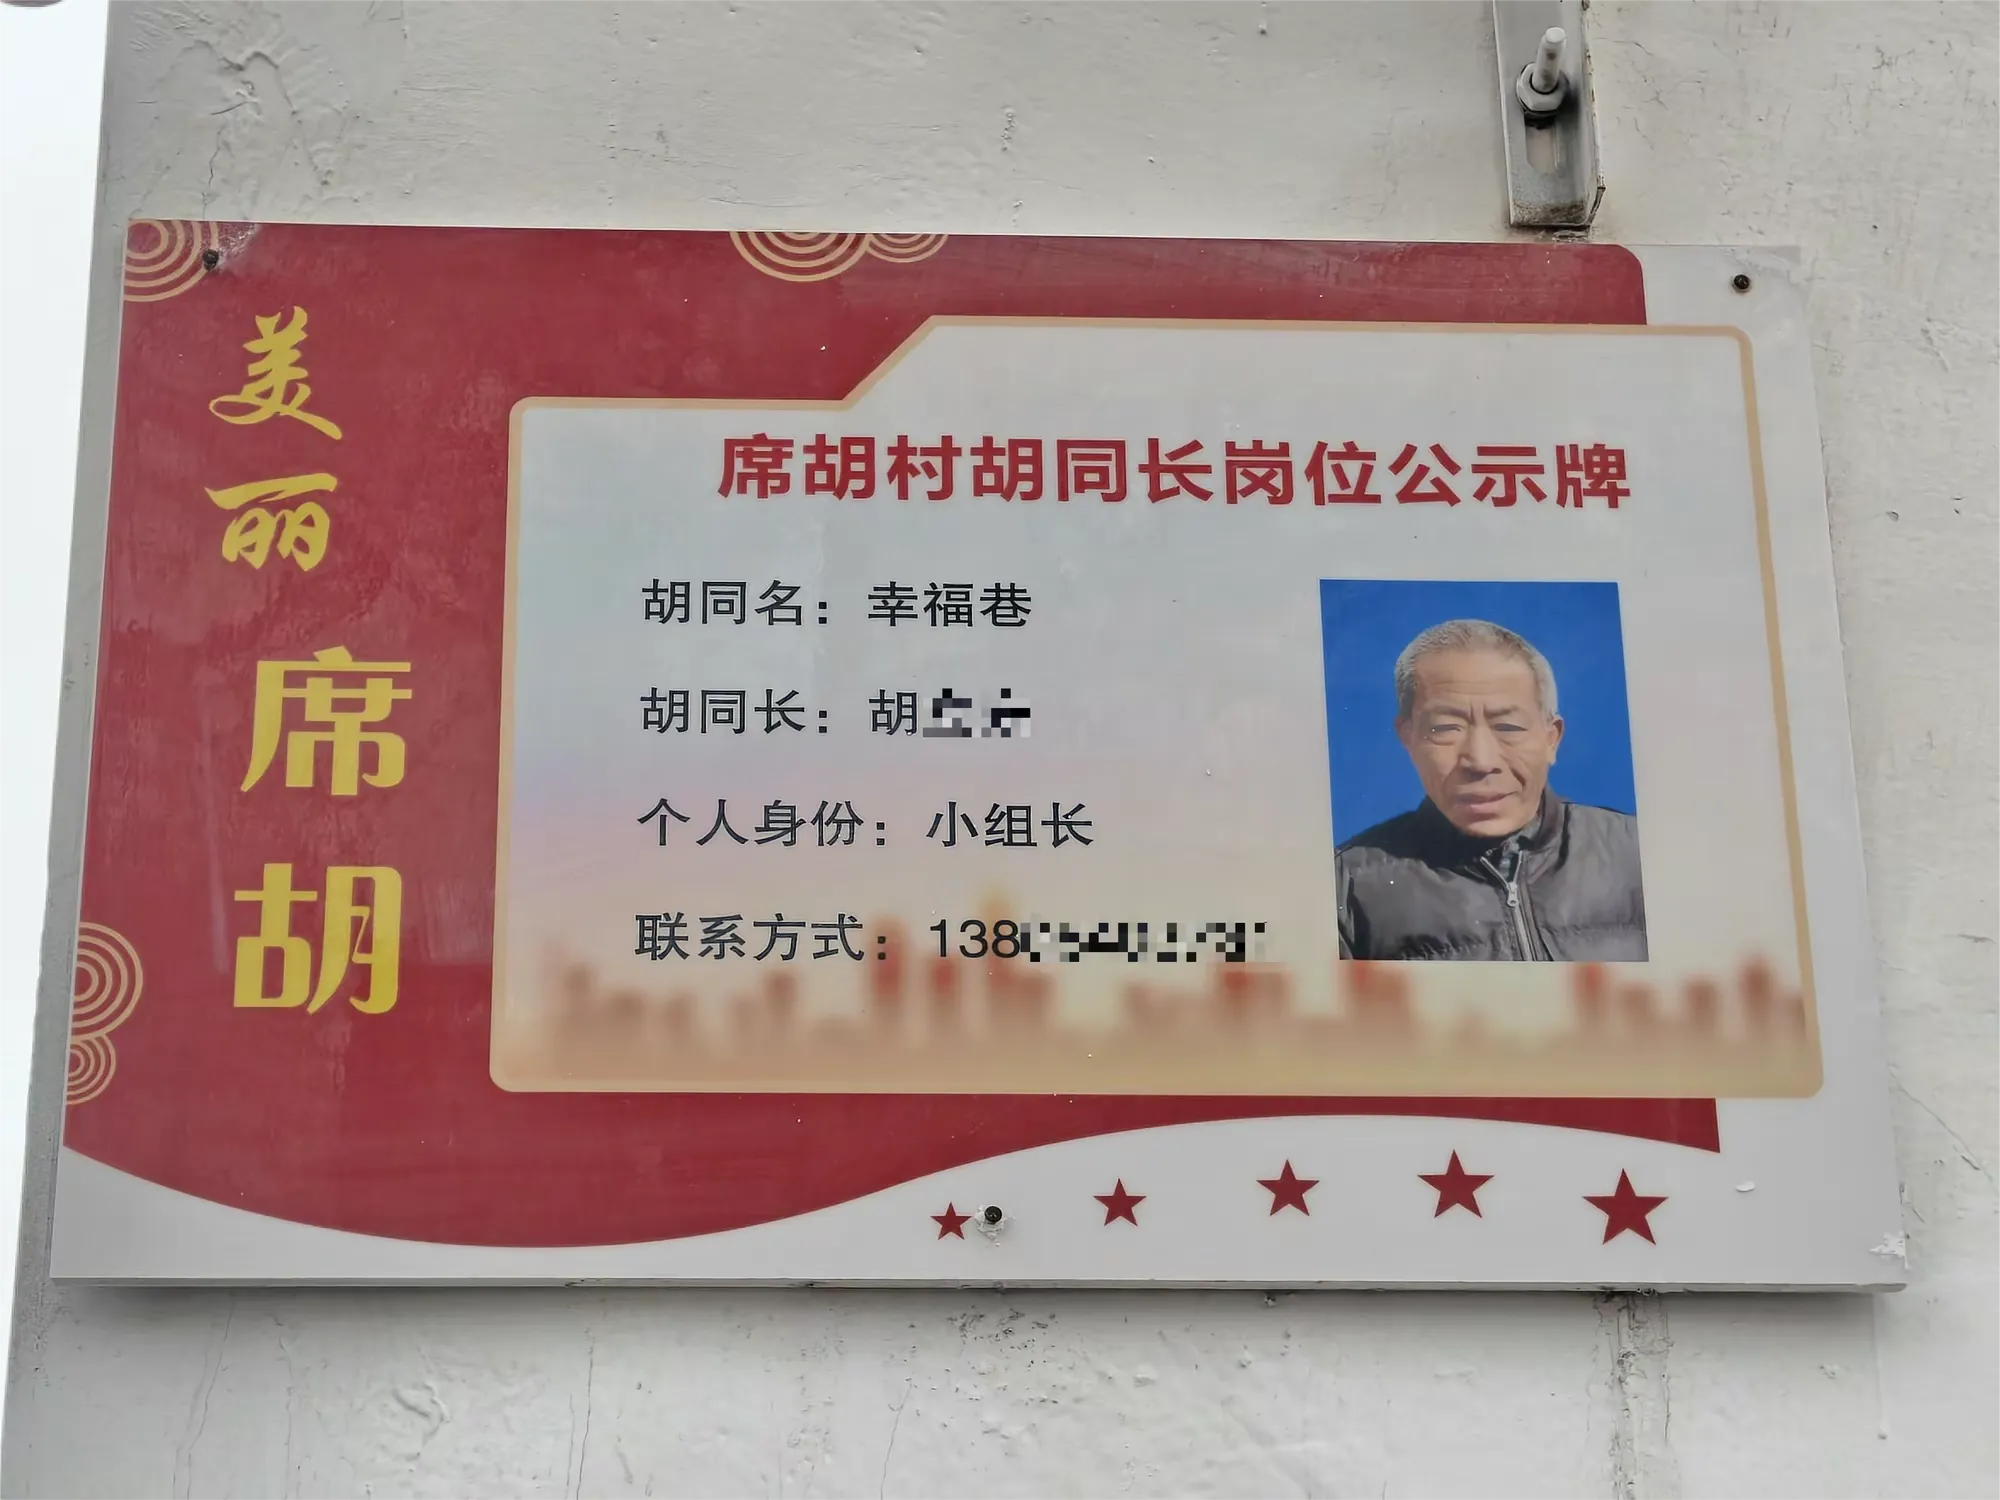 美丽
席胡
席胡村胡同长岗位公示牌
胡同名：幸福巷
胡同长：胡
个人身份：小组长
联系方式：138